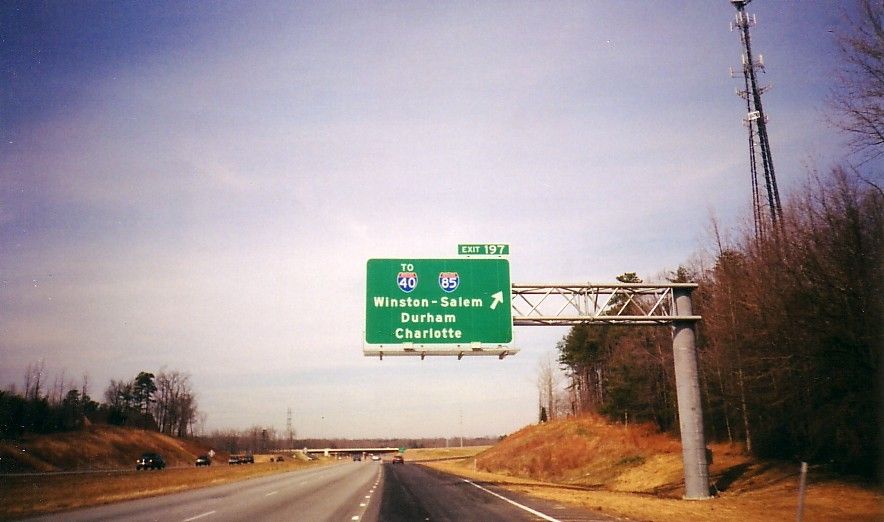 EXIT 197
TO
40 85
Winston-Salem
Durham
Charlotte